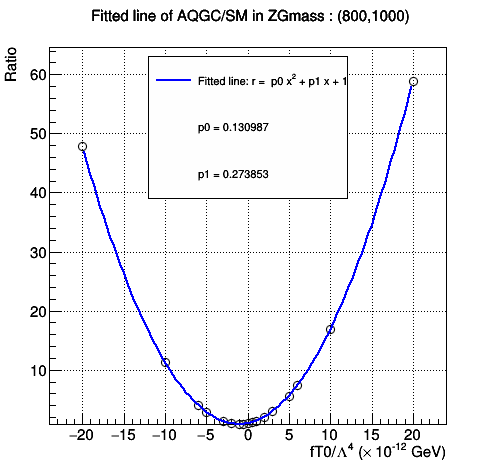 Fitted line of AQGC/SM in ZGmass : (800,1000)
Ratio
Fitted line: r = p0 x² + p1 x + 1
p0 = 0.130987
p1 = 0.273853
60
50
40
30
20
10
−20 −15 −10 −5 0 5 10 15 20
fT0/Λ⁴ (× 10⁻¹² GeV)